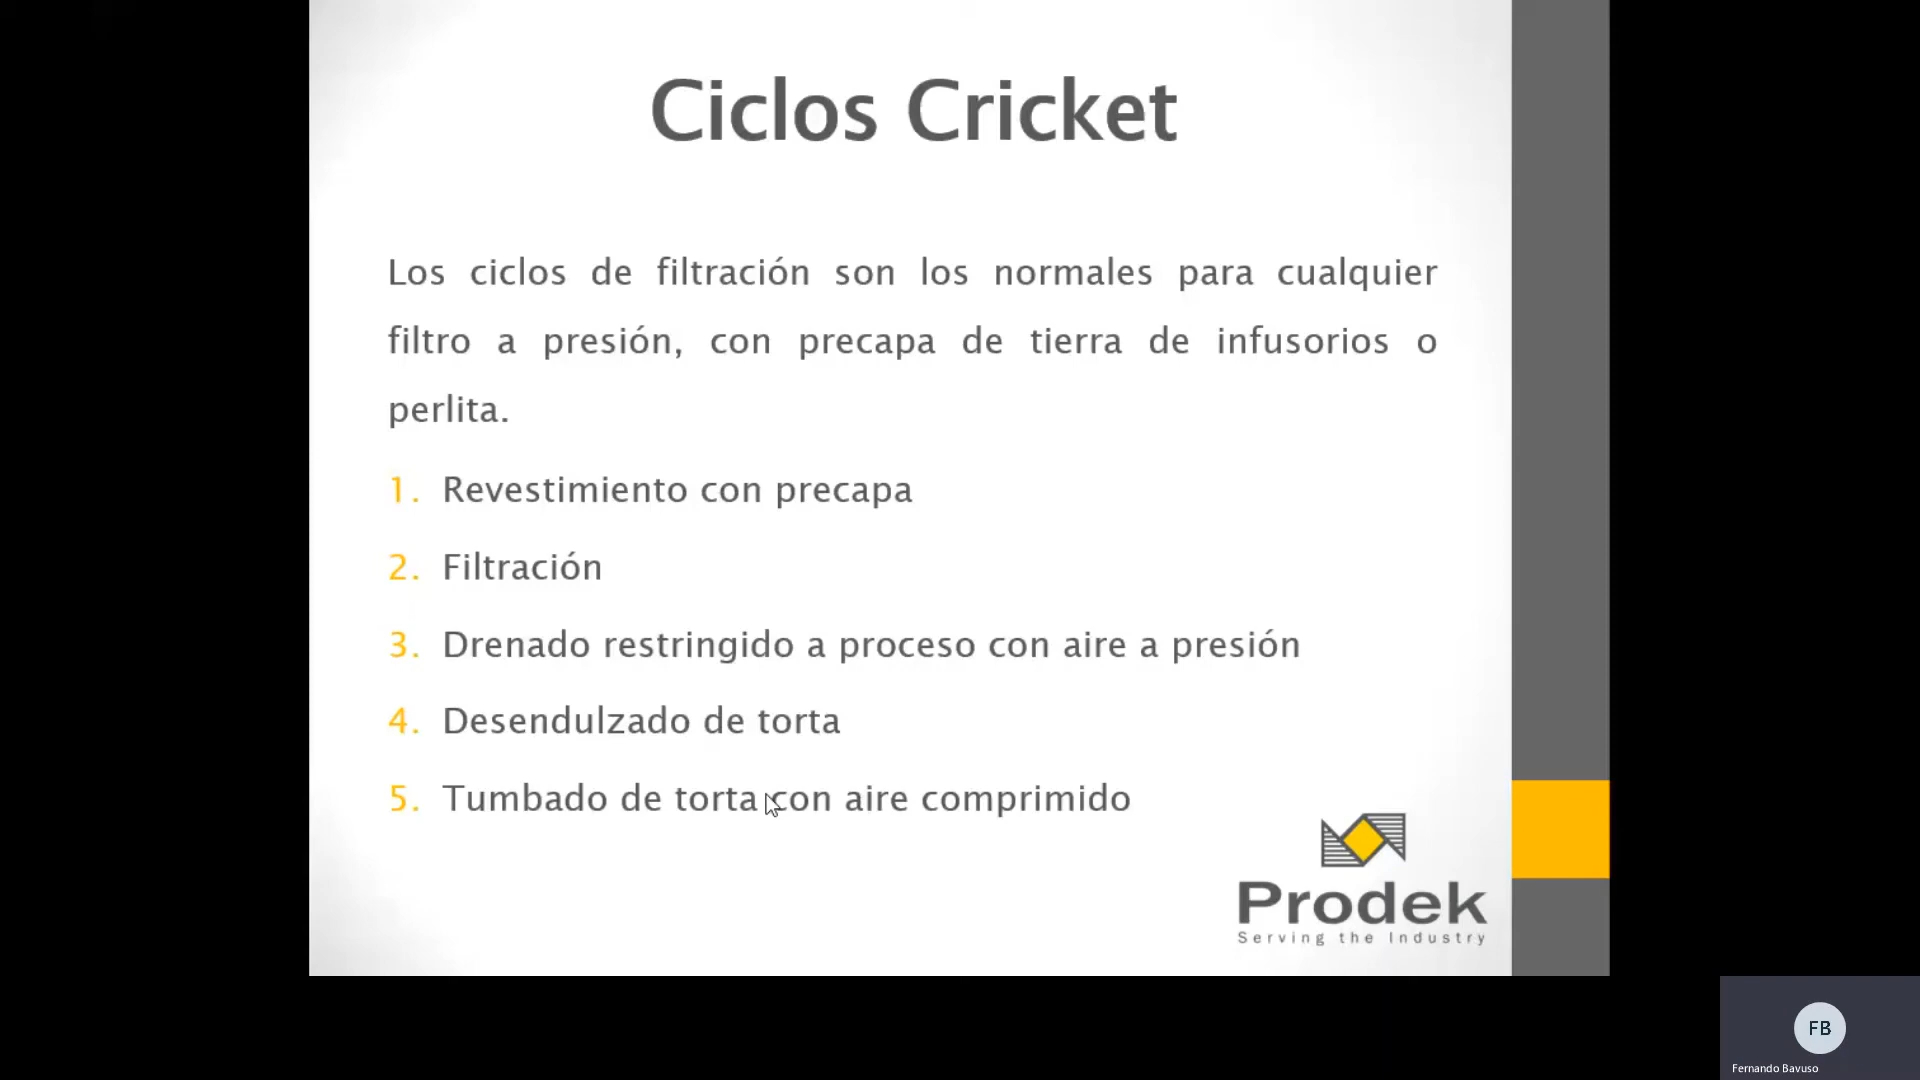 Ciclos Cricket
Los ciclos de filtración son los normales para cualquier
filtro a presión, con precapa de tierra de infusorios o
perlita.
1. Revestimiento con precapa
2. Filtración
3. Drenado restringido a proceso con aire a presión
4. Desendulzado de torta
5. Tumbado de torta con aire comprimido
Prodek
Serving the Industry
FB
Fernando Bavuso